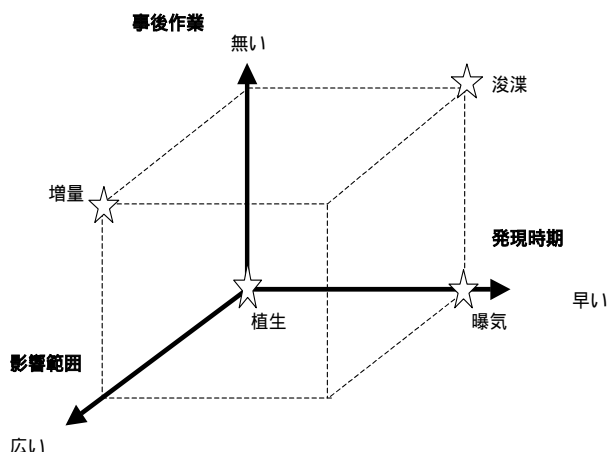 事後作業
無い
浚渫
増量
発現時期
早い
植生
曝気
影響範囲
広い